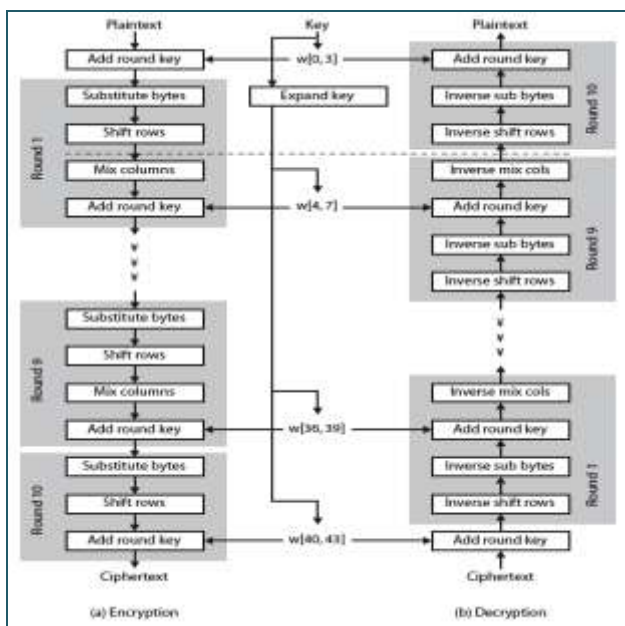 Plaintext
Add round key
Substitute bytes
Shift rows
Mix columns
Add round key
Round 1
Substitute bytes
Shift rows
Mix columns
Add round key
Round 9
Substitute bytes
Shift rows
Add round key
Round 10
Ciphertext
(a) Encryption
Key
w[0, 3]
Expand key
w[4, 7]
w[36, 39]
w[40, 43]
Plaintext
Add round key
Inverse sub bytes
Inverse shift rows
Round 10
Inverse mix cols
Add round key
Inverse sub bytes
Inverse shift rows
Round 9
Inverse mix cols
Add round key
Inverse sub bytes
Inverse shift rows
Round 1
Add round key
Ciphertext
(b) Decryption